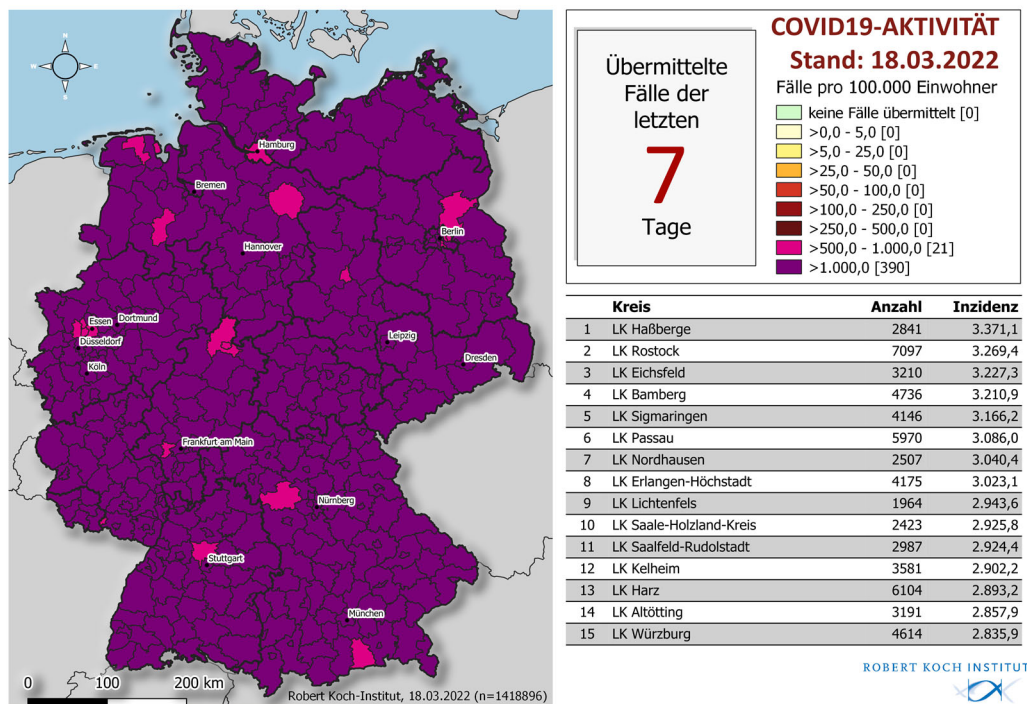 N
W
E
S
Hamburg
Bremen
Berlin
Hannover
Essen
Dortmund
Düsseldorf
Köln
Leipzig
Dresden
Frankfurt am Main
Nürnberg
Stuttgart
München
0 100 200 km
Robert Koch-Institut, 18.03.2022 (n=1418896)
Übermittelte
Fälle der
letzten
7
Tage
COVID19-AKTIVITÄT
Stand: 18.03.2022
Fälle pro 100.000 Einwohner
keine Fälle übermittelt [0]
>0,0 - 5,0 [0]
>5,0 - 25,0 [0]
>25,0 - 50,0 [0]
>50,0 - 100,0 [0]
>100,0 - 250,0 [0]
>250,0 - 500,0 [0]
>500,0 - 1.000,0 [21]
>1.000,0 [390]
Kreis Anzahl Inzidenz
1 LK Haßberge 2841 3.371,1
2 LK Rostock 7097 3.269,4
3 LK Eichsfeld 3210 3.227,3
4 LK Bamberg 4736 3.210,9
5 LK Sigmaringen 4146 3.166,2
6 LK Passau 5970 3.086,0
7 LK Nordhausen 2507 3.040,4
8 LK Erlangen-Höchstadt 4175 3.023,1
9 LK Lichtenfels 1964 2.943,6
10 LK Saale-Holzland-Kreis 2423 2.925,8
11 LK Saalfeld-Rudolstadt 2987 2.924,4
12 LK Kelheim 3581 2.902,2
13 LK Harz 6104 2.893,2
14 LK Altötting 3191 2.857,9
15 LK Würzburg 4614 2.835,9
ROBERT KOCH INSTITUT